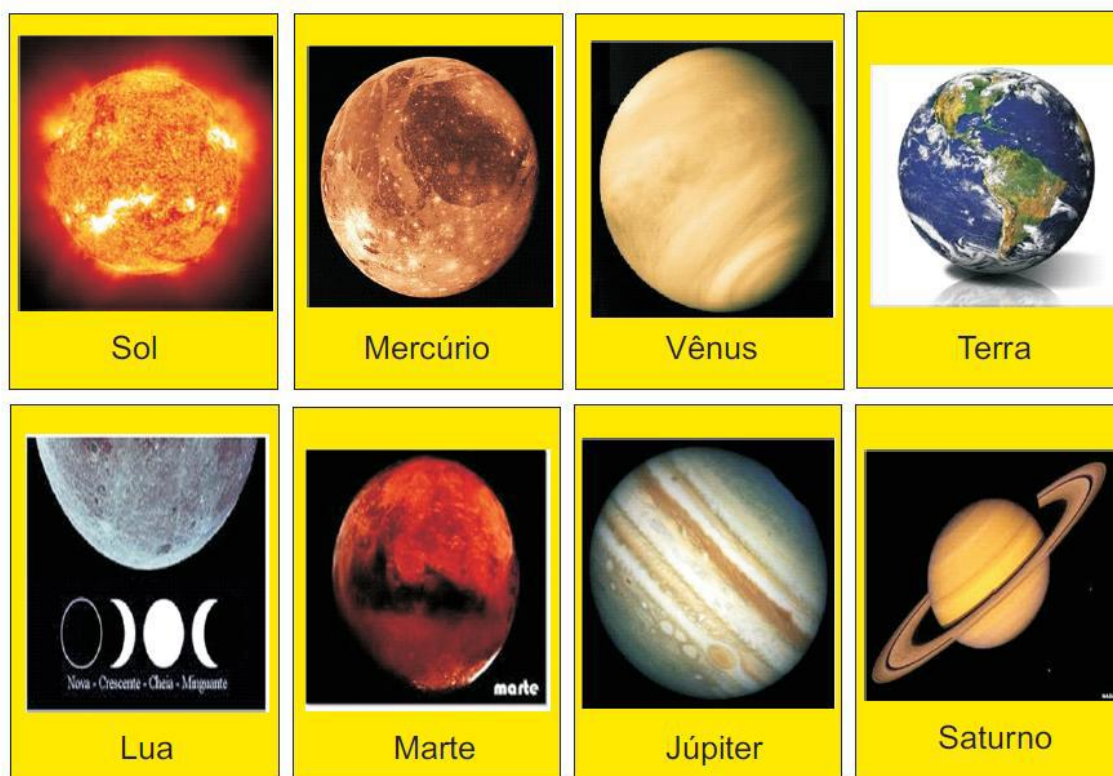 Sol
Mercúrio
Vênus
Terra
Nova - Crescente - Cheia - Minguante
marte
Lua
Marte
Júpiter
Saturno